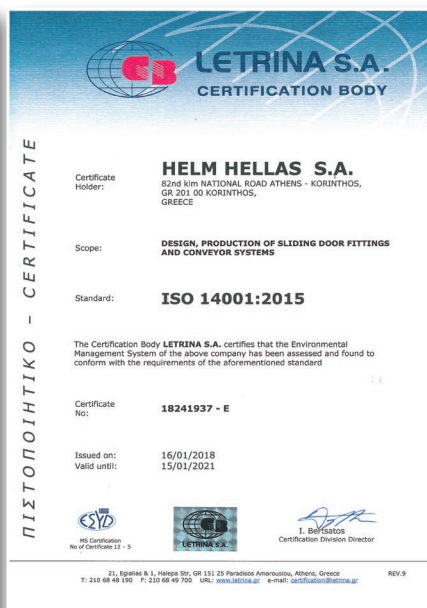 CB
LETRINA S.A.
CERTIFICATION BODY
ΠΙΣΤΟΠΟΙΗΤΙΚΟ - CERTIFICATE
Certificate
Holder:
HELM HELLAS S.A.
82nd klm NATIONAL ROAD ATHENS - KORINTHOS,
GR 201 00 KORINTHOS,
GREECE
Scope:
DESIGN, PRODUCTION OF SLIDING DOOR FITTINGS
AND CONVEYOR SYSTEMS
Standard:
ISO 14001:2015
The Certification Body LETRINA S.A. certifies that the Environmental
Management System of the above company has been assessed and found to
conform with the requirements of the aforementioned standard
Certificate
No:
18241937 - E
Issued on:
16/01/2018
Valid until:
15/01/2021
ESYD
MS Certification
No of Certificate 12 - 5
CB
LETRINA S.A.
I. Bertsatos
Certification Division Director
21, Egialias & 1, Halepa Str, GR 151 25 Paradisos Amarousiou, Athens, Greece
REV.9
T: 210 68 48 190 F: 210 68 49 700 URL: www.letrina.gr e-mail: certification@letrina.gr